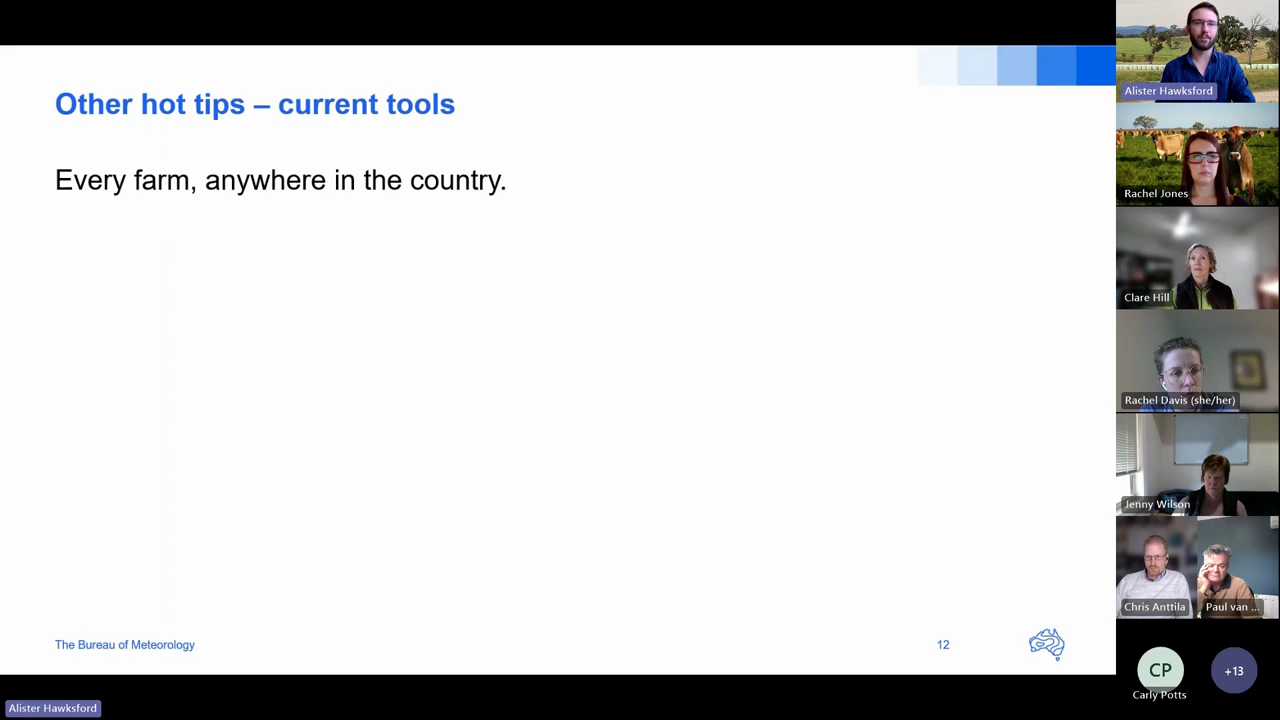 Other hot tips – current tools
Every farm, anywhere in the country.
The Bureau of Meteorology
12
Alister Hawksford
Alister Hawksford
Rachel Jones
Clare Hill
Rachel Davis (she/her)
Jenny Wilson
Chris Anttila
Paul van ...
CP
Carly Potts
+13